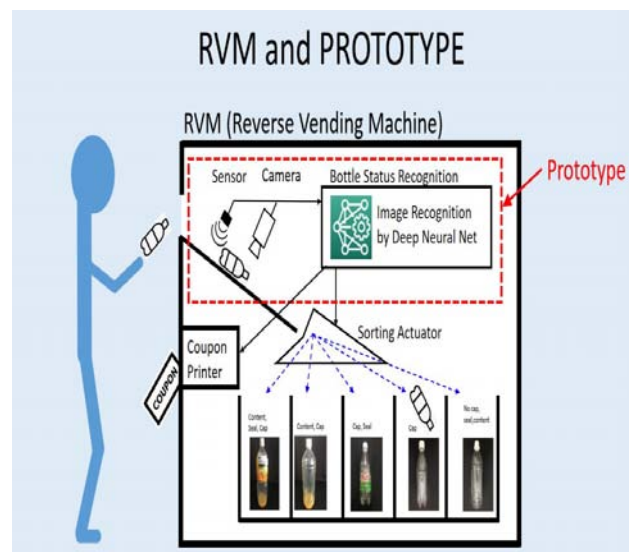 RVM and PROTOTYPE
RVM (Reverse Vending Machine)
Prototype
Sensor
Camera
Bottle Status Recognition
Image Recognition
by Deep Neural Net
Sorting Actuator
Coupon
Printer
COUPON
Content,
Seal, Cap
Content, Cap
Cap, Seal
Cap
No cap,
seal,content